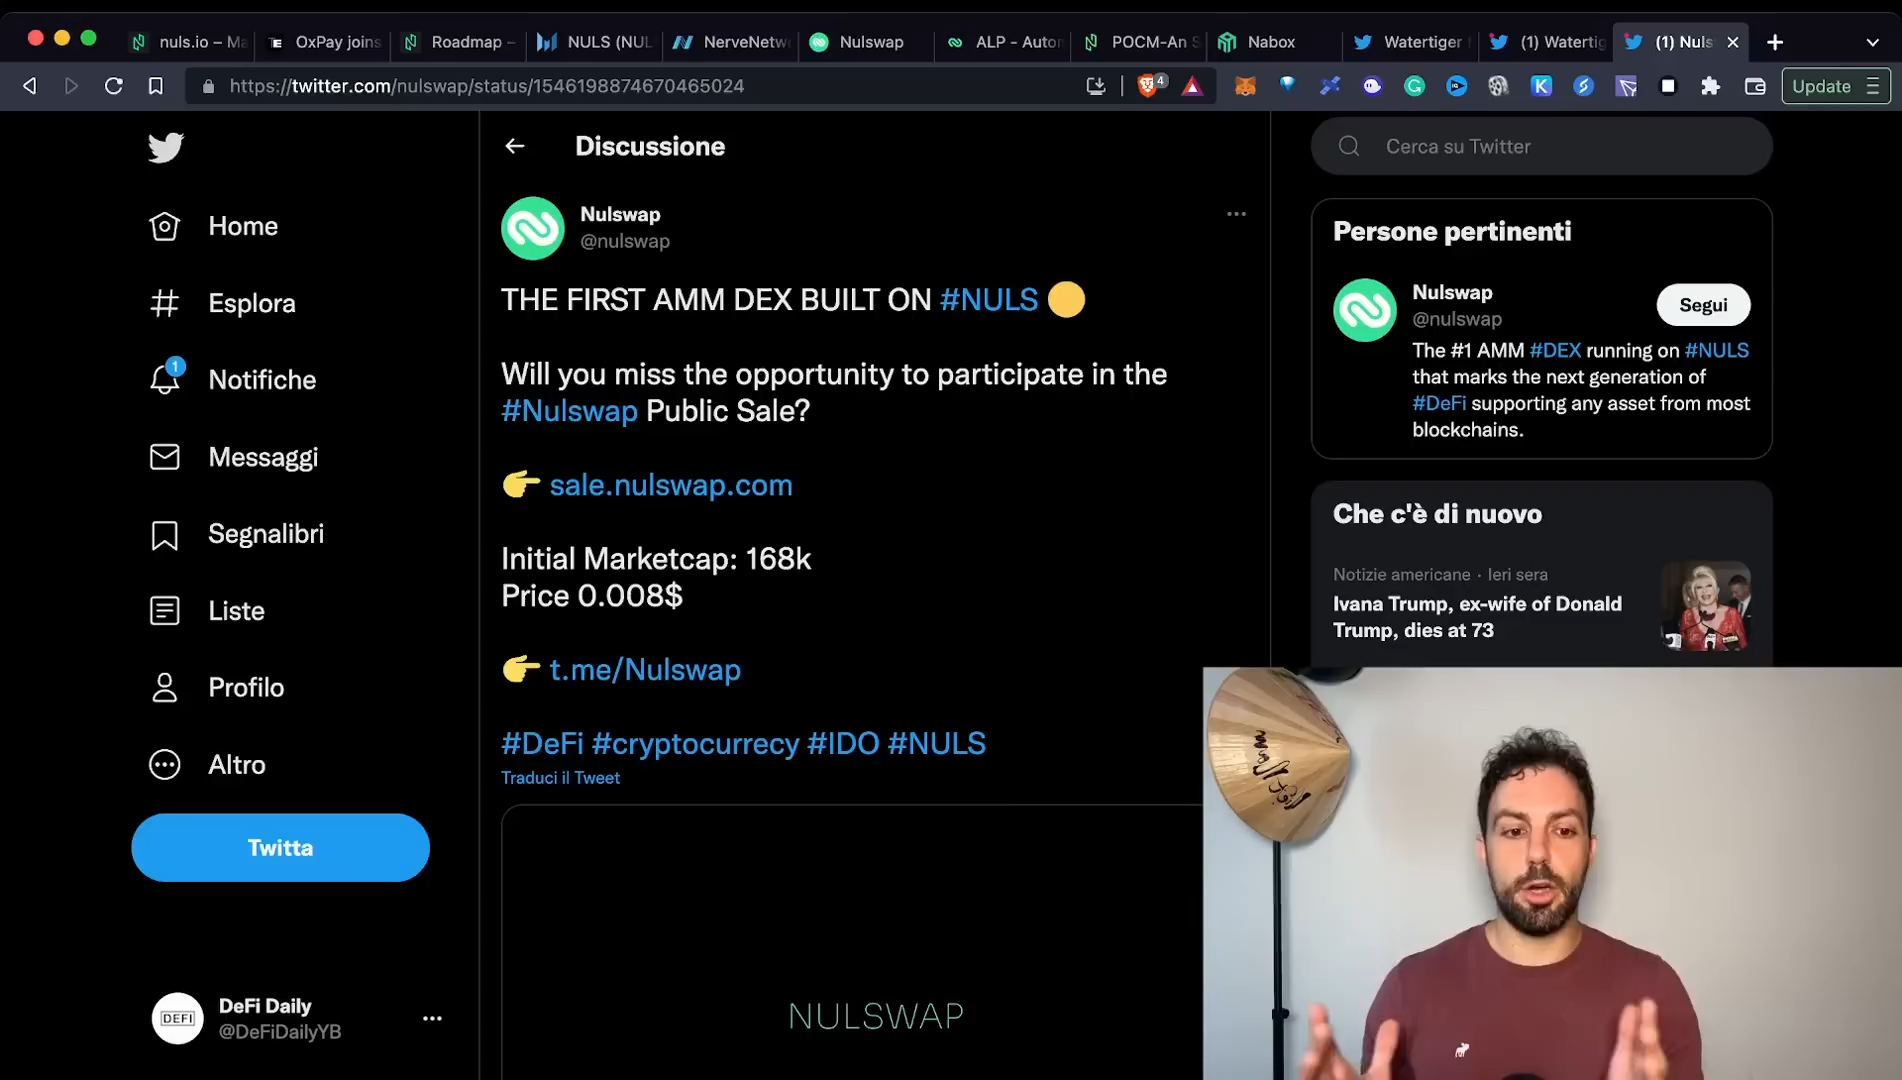 nuls.io – Ma
OxPay joins
Roadmap –
NULS (NUL
NerveNetw
Nulswap
ALP - Auton
POCM-An S
Nabox
Watertiger
(1) Watertig
(1) Nuls
https://twitter.com/nulswap/status/1546198874670465024
4
Update
Home
Esplora
1
Notifiche
Messaggi
Segnalibri
Liste
Profilo
Altro
Twitta
DEFI
DeFi Daily
@DeFiDailyYB
Discussione
Nulswap
@nulswap
THE FIRST AMM DEX BUILT ON #NULS
Will you miss the opportunity to participate in the
#Nulswap Public Sale?
sale.nulswap.com
Initial Marketcap: 168k
Price 0.008$
t.me/Nulswap
#DeFi #cryptocurrecy #IDO #NULS
Traduci il Tweet
NULSWAP
Cerca su Twitter
Persone pertinenti
Nulswap
@nulswap
Segui
The #1 AMM #DEX running on #NULS
that marks the next generation of
#DeFi supporting any asset from most
blockchains.
Che c'è di nuovo
Notizie americane · Ieri sera
Ivana Trump, ex-wife of Donald
Trump, dies at 73